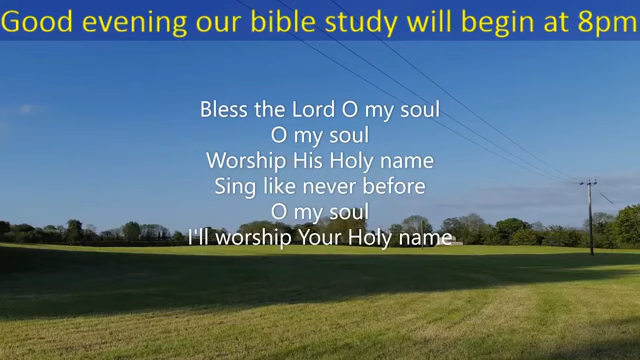 Good evening our bible study will begin at 8pm
Bless the Lord O my soul
O my soul
Worship His Holy name
Sing like never before
O my soul
I'll worship Your Holy name